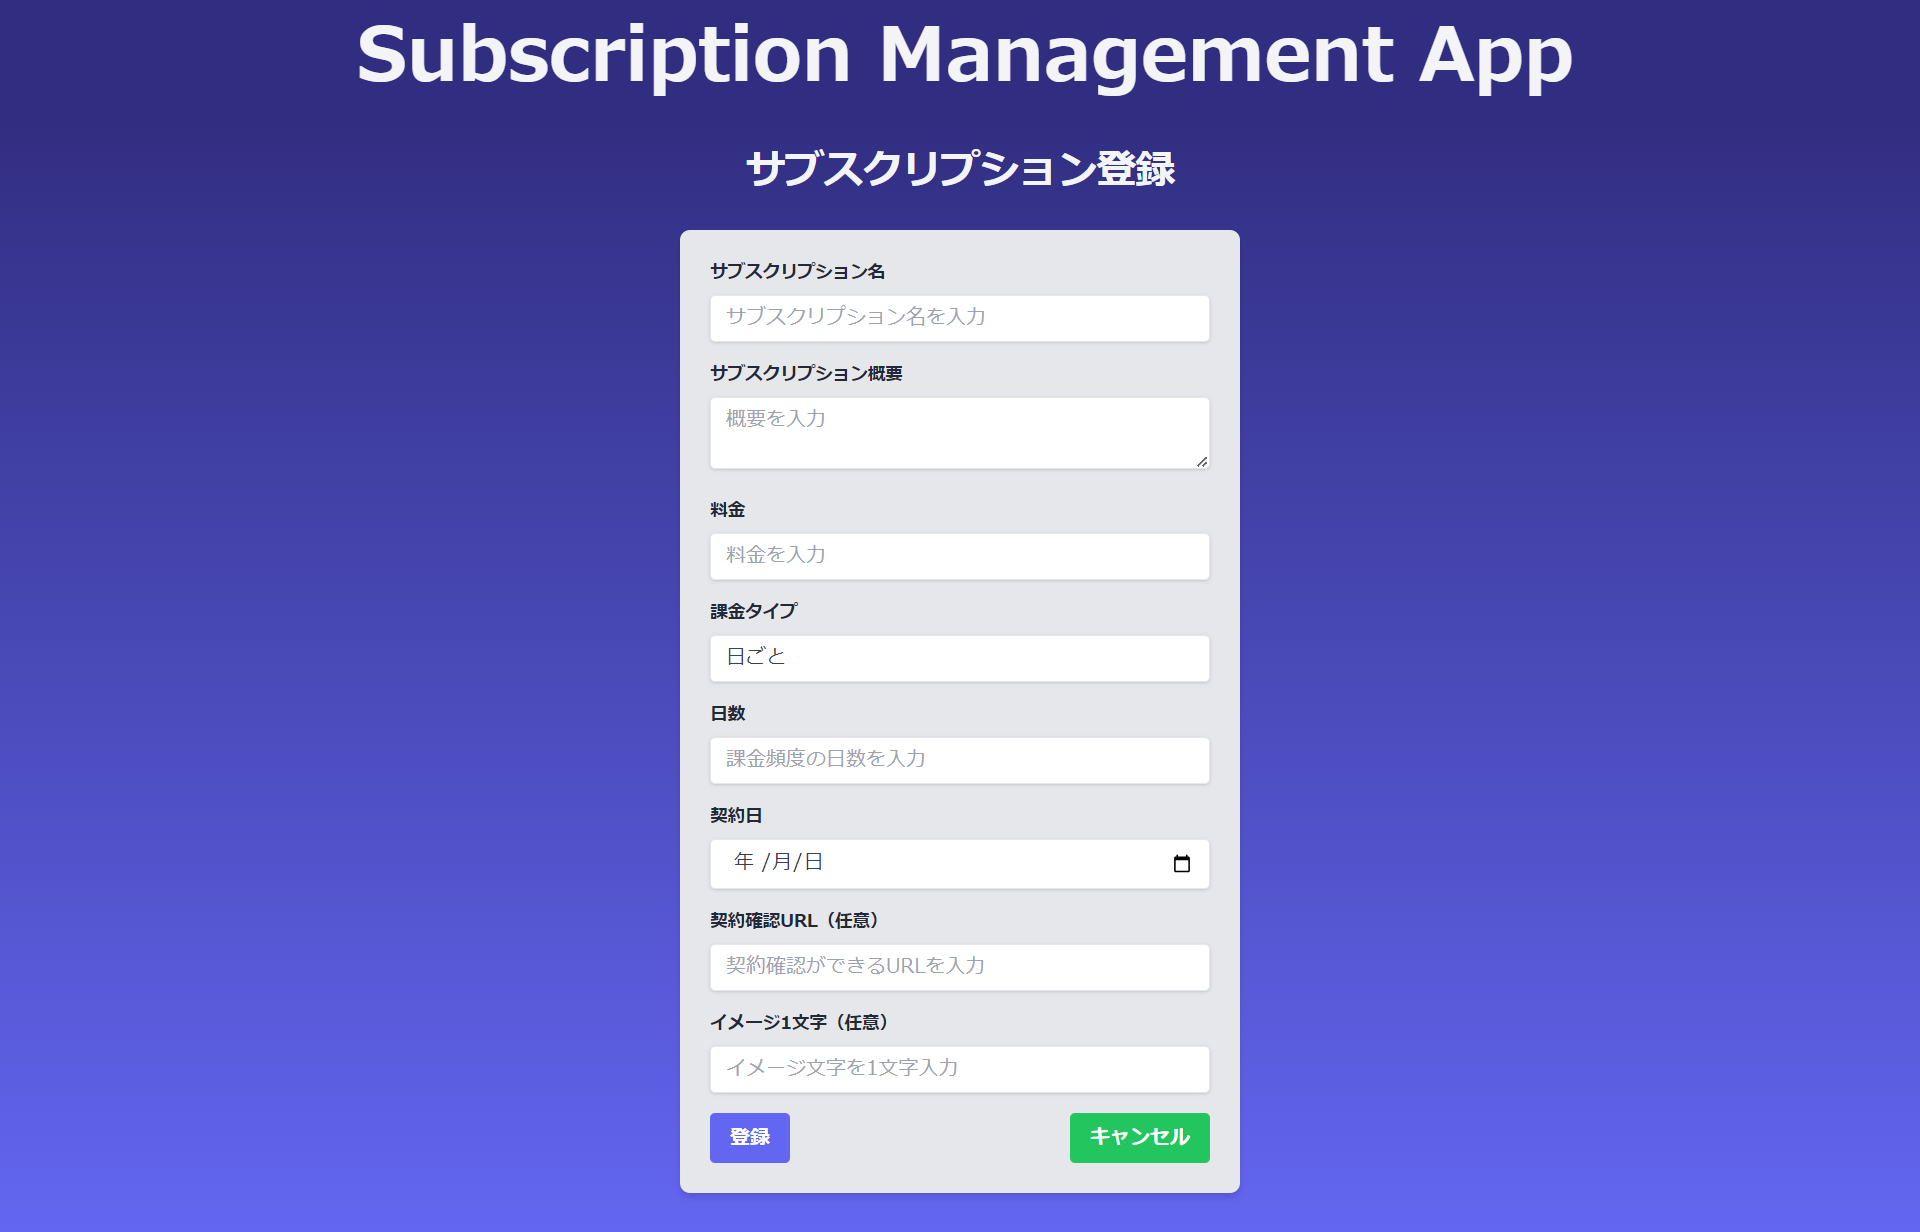 Subscription Management App
サブスクリプション登録
サブスクリプション名
サブスクリプション名を入力
サブスクリプション概要
概要を入力
料金
料金を入力
課金タイプ
日ごと
日数
課金頻度の日数を入力
契約日
年 /月/日
契約確認URL（任意）
契約確認ができるURLを入力
イメージ1文字（任意）
イメージ文字を1文字入力
登録
キャンセル